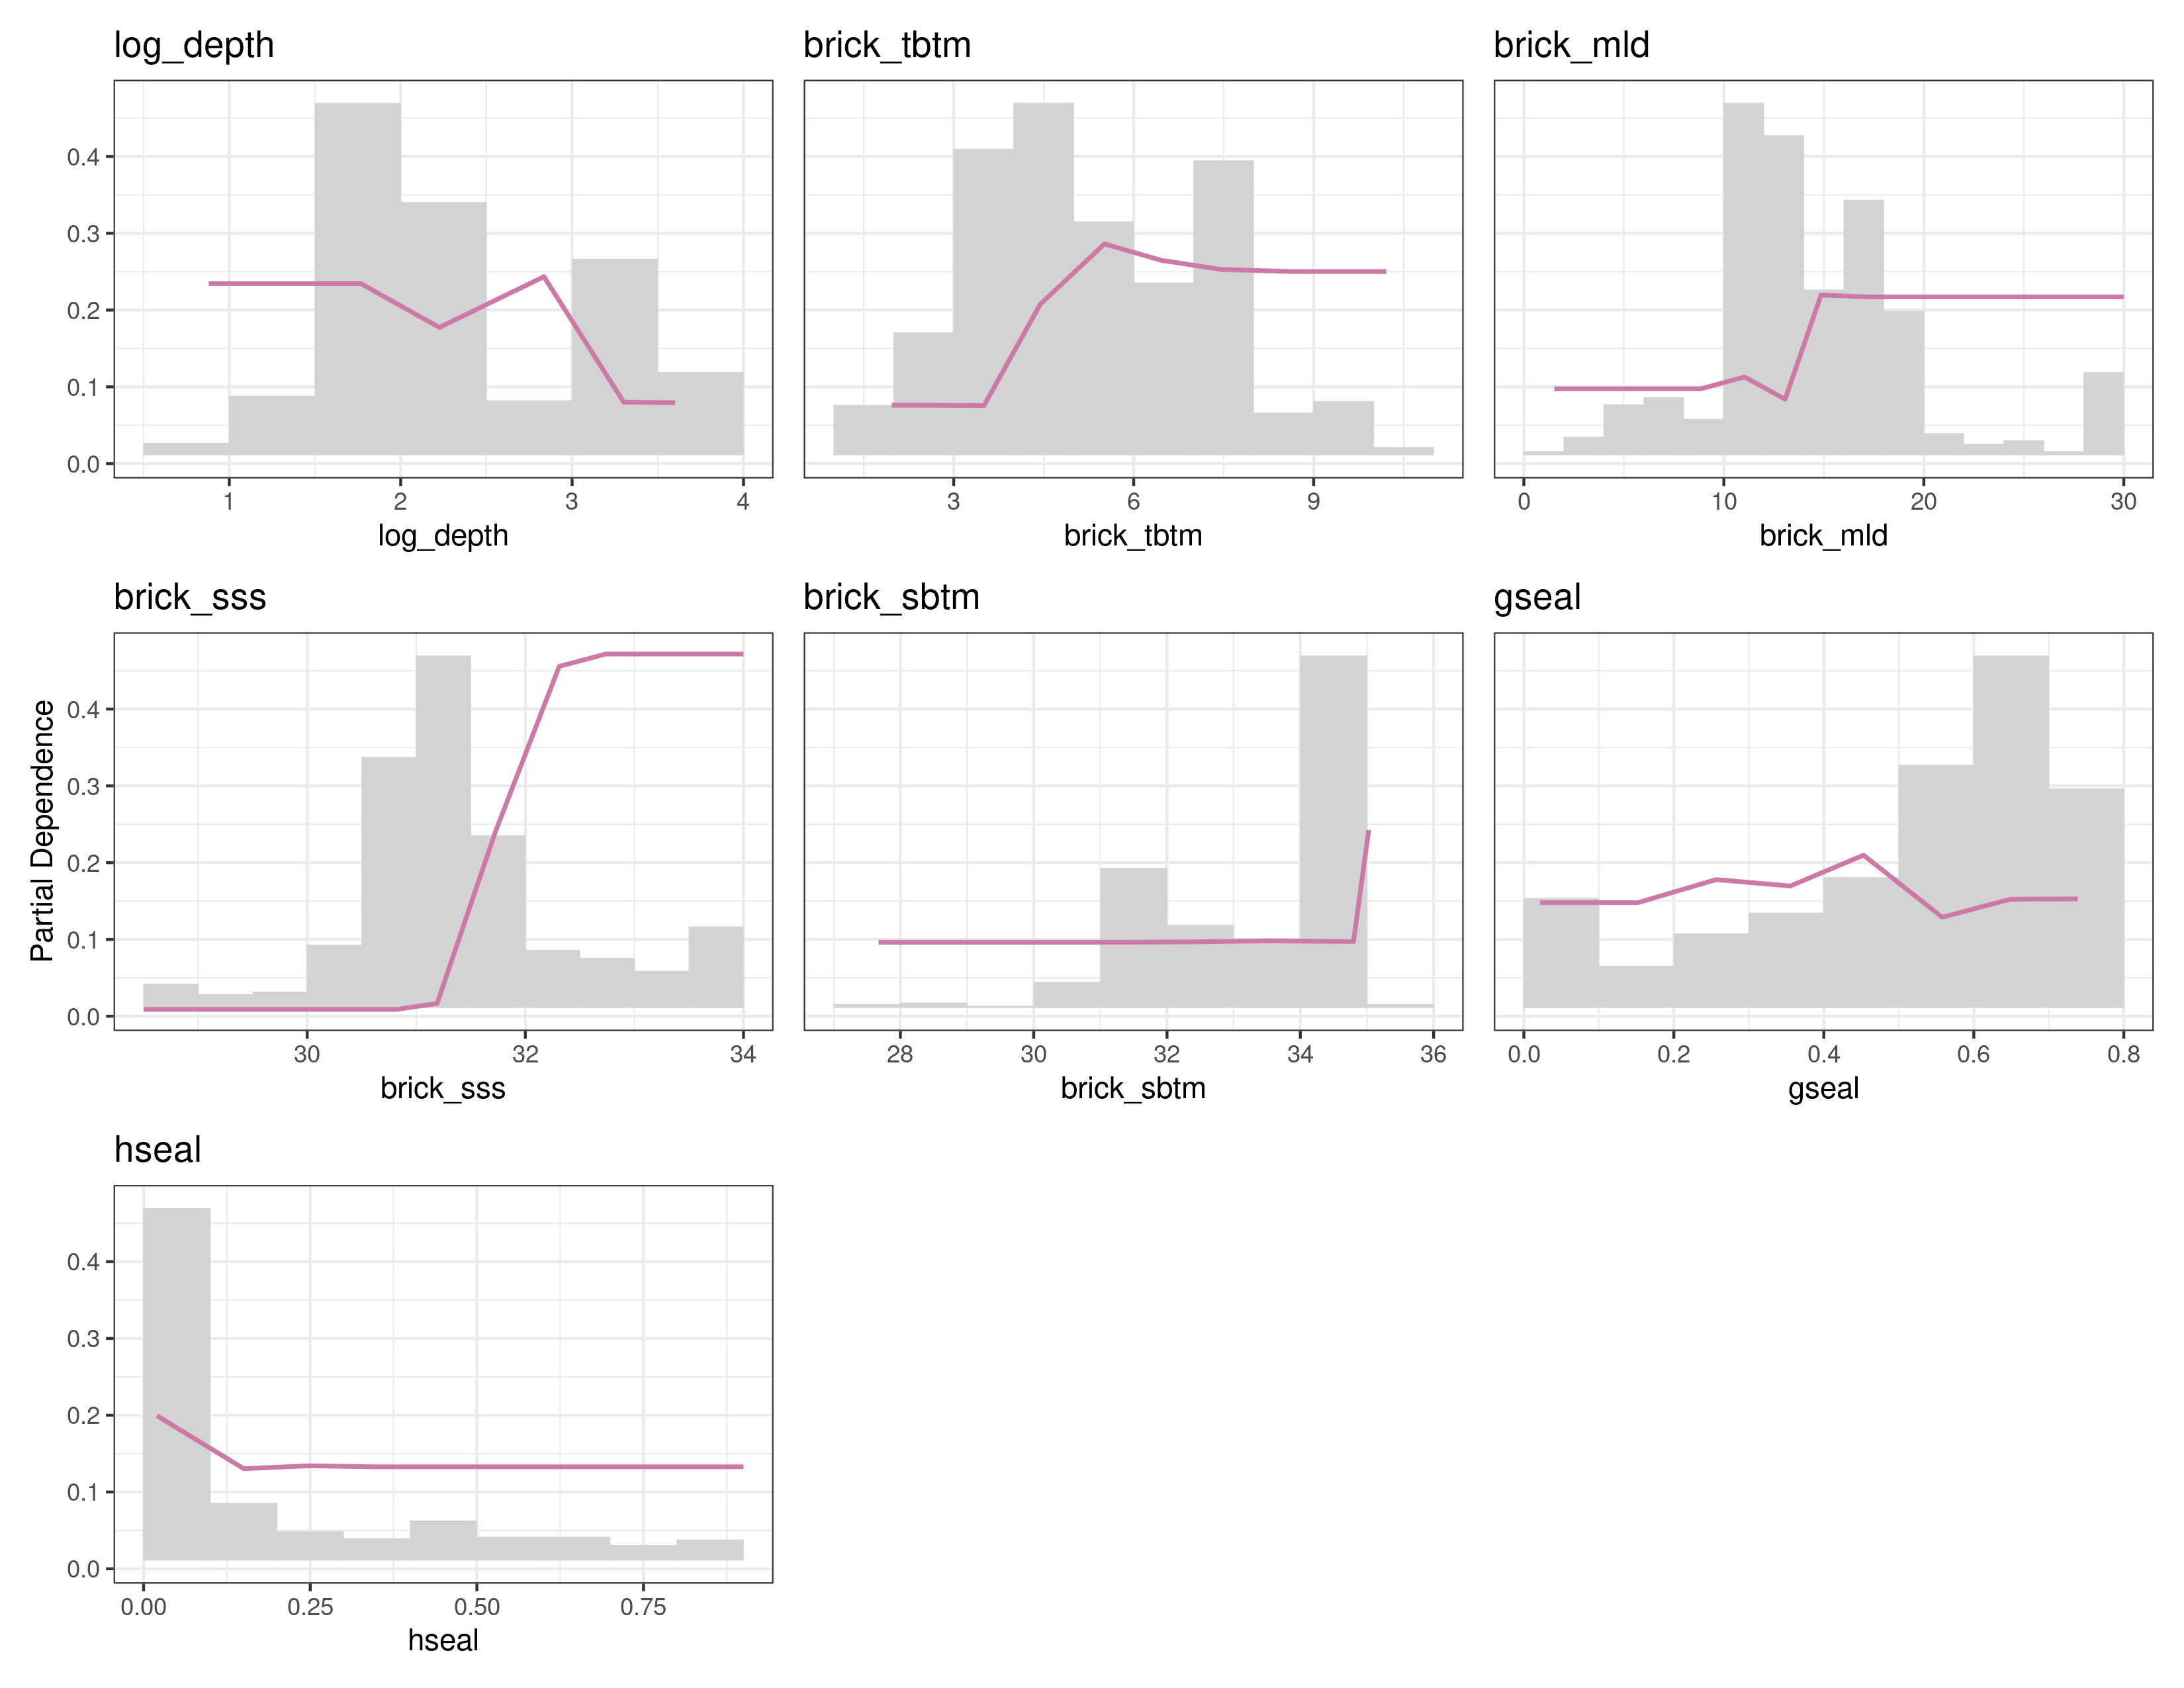 log_depth
brick_tbtm
brick_mld
0.4
0.3
0.2
0.1
0.0
1 2 3 4
3 6 9
0 10 20 30
log_depth
brick_tbtm
brick_mld
brick_sss
brick_sbtm
gseal
Partial Dependence
0.4
0.3
0.2
0.1
0.0
30 32 34
28 30 32 34 36
0.0 0.2 0.4 0.6 0.8
brick_sss
brick_sbtm
gseal
hseal
0.4
0.3
0.2
0.1
0.0
0.00 0.25 0.50 0.75
hseal